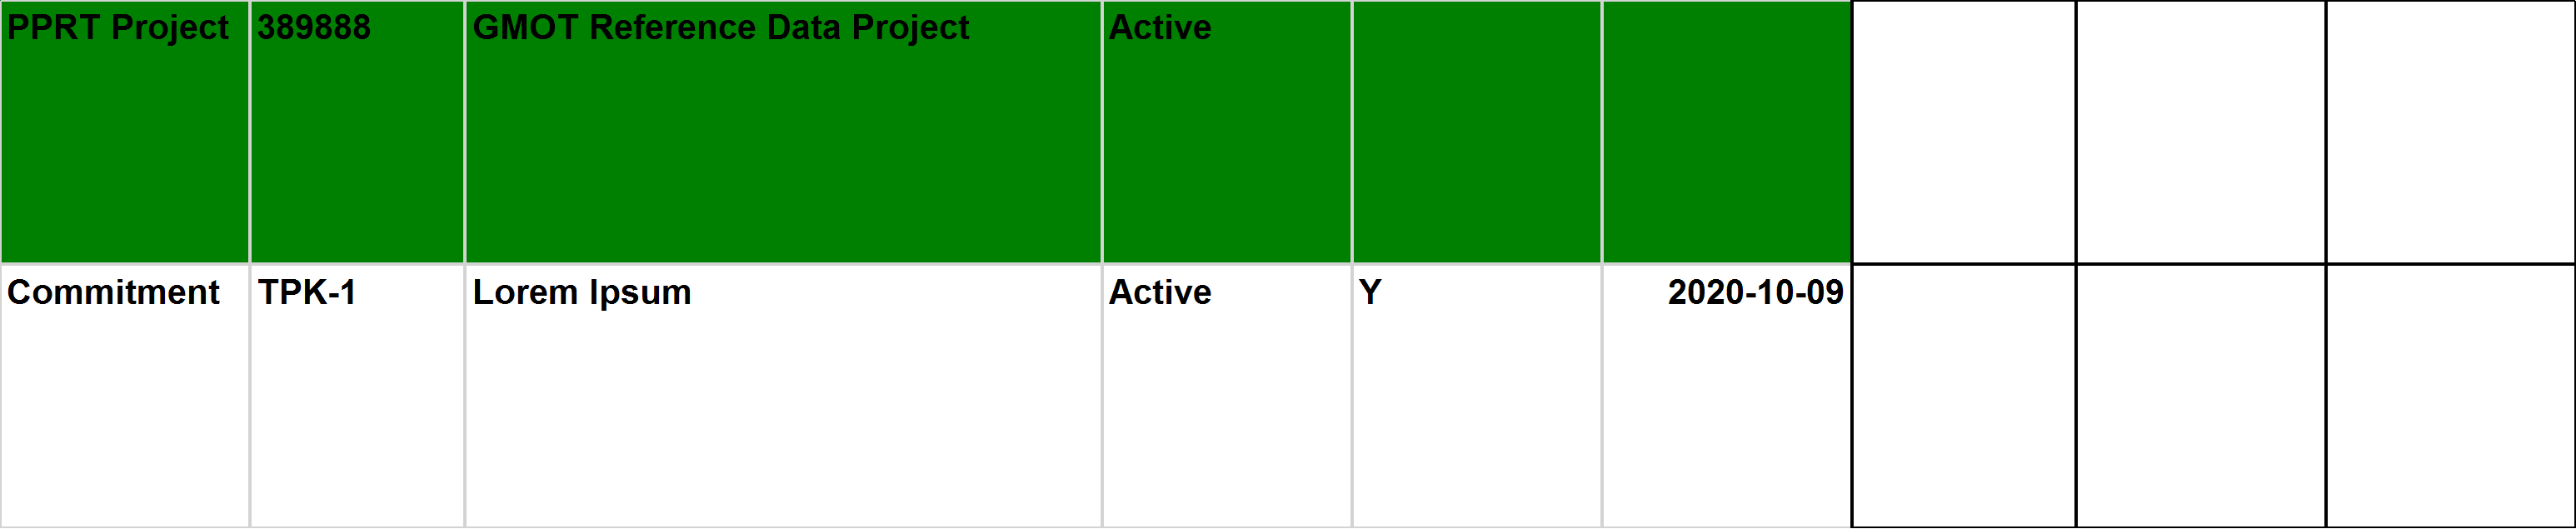 PPRT Project 389888 GMOT Reference Data Project Active
Commitment TPK-1 Lorem Ipsum Active Y 2020-10-09